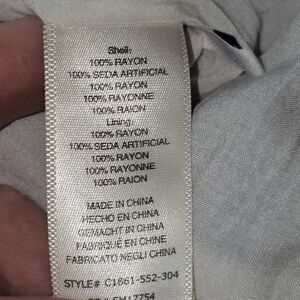 Shell:
100% RAYON
100% SEDA ARTIFICIAL
100% RAYON
100% RAYONNE
100% RAION
Lining:
100% RAYON
100% SEDA ARTIFICIAL
100% RAYON
100% RAYONNE
100% RAION
MADE IN CHINA
HECHO EN CHINA
GEMACHT IN CHINA
FABRIQUÉ EN CHINE
FABRICATO NEGLI CHINA
STYLE# C1861-552-304